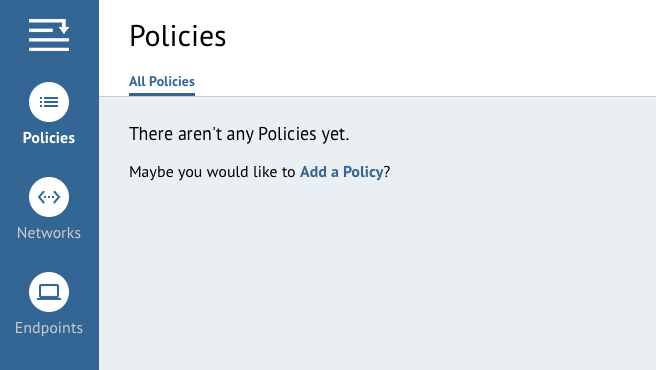 Policies
All Policies
There aren't any Policies yet.
Maybe you would like to Add a Policy?
Policies
Networks
Endpoints